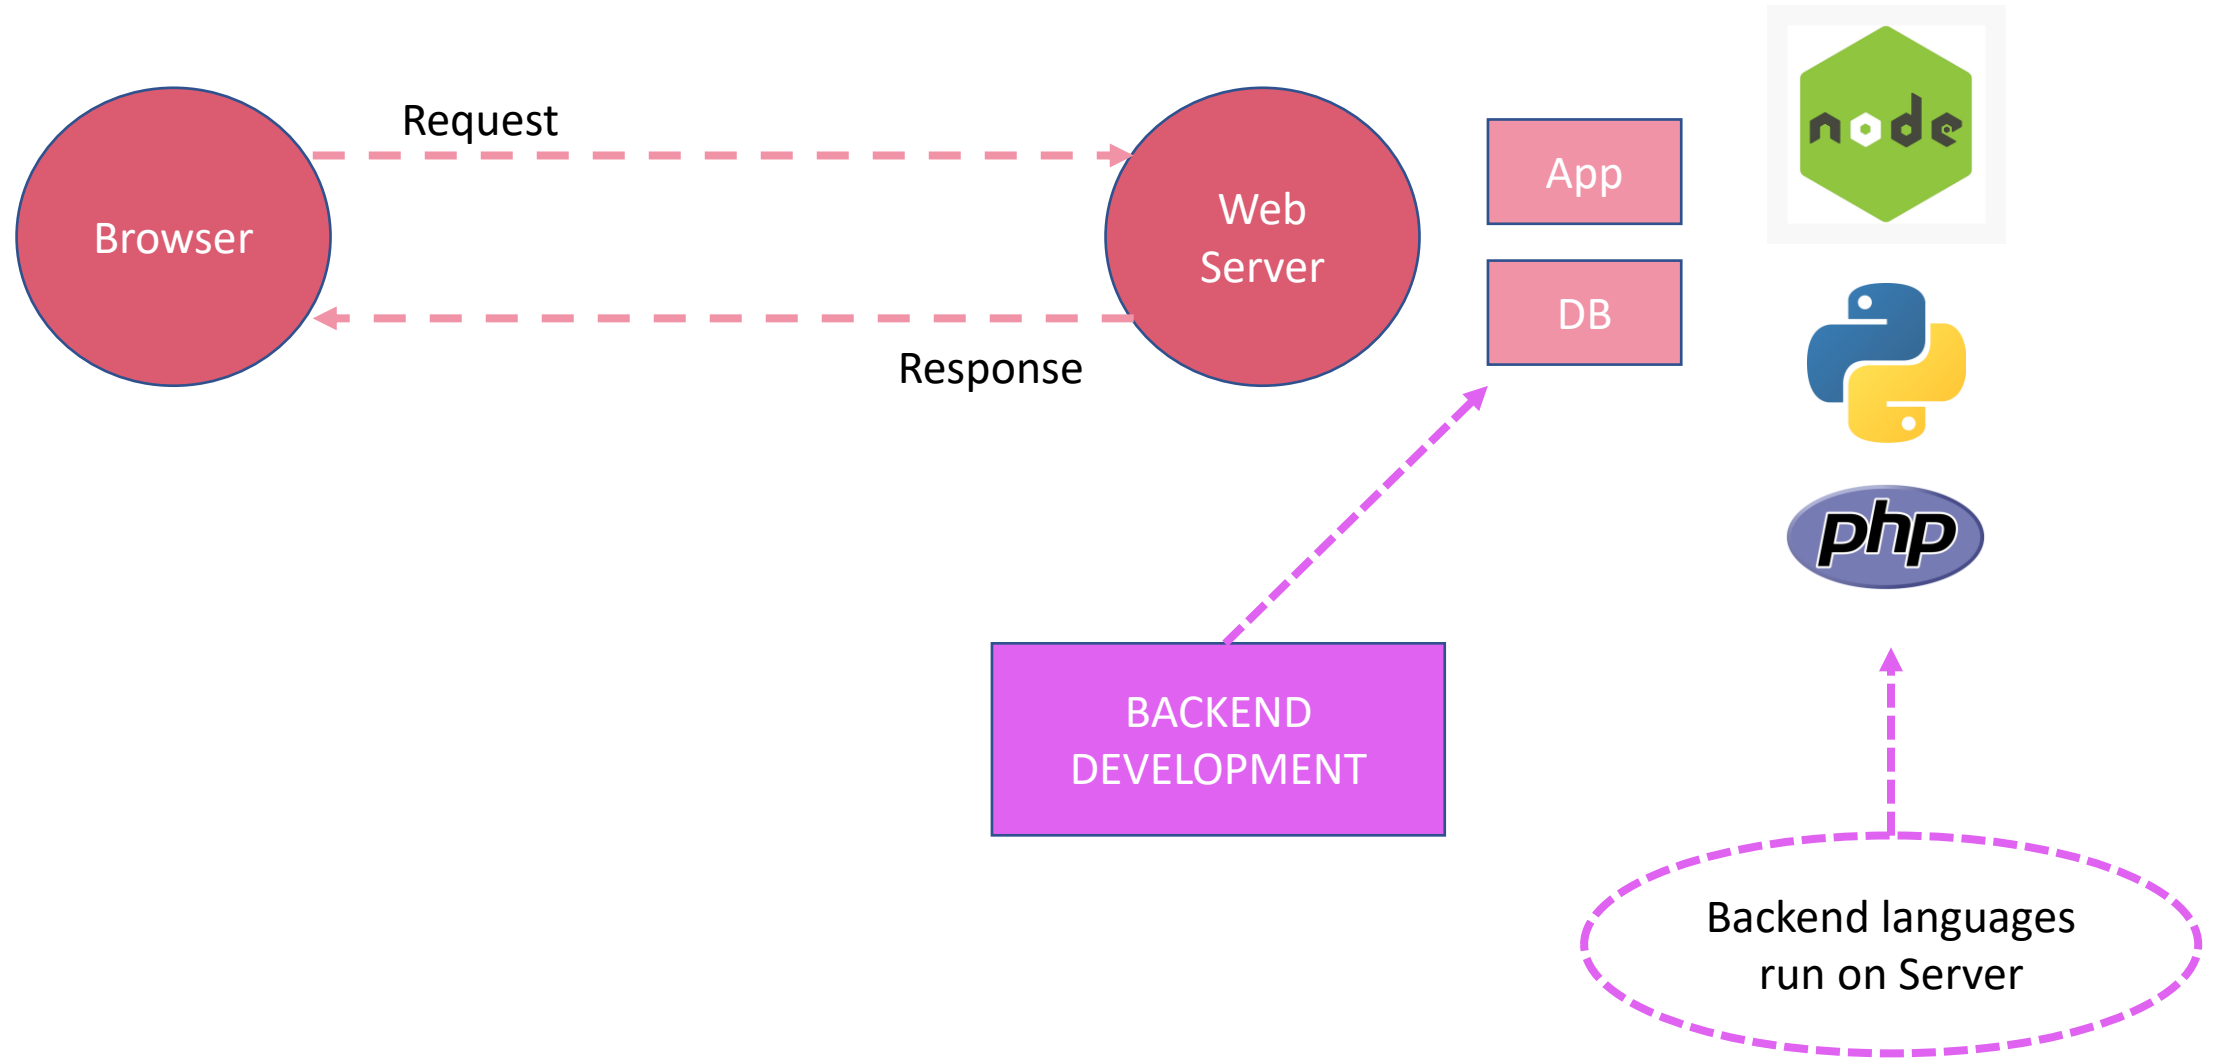 Request
Browser
Web
Server
Response
App
DB
node
php
BACKEND
DEVELOPMENT
Backend languages
run on Server